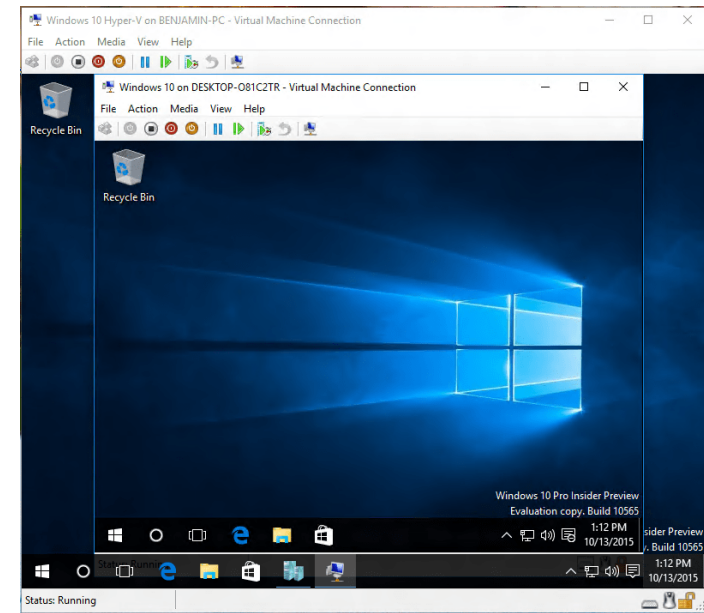 Windows 10 Hyper-V on BENJAMIN-PC - Virtual Machine Connection
File Action Media View Help
Recycle Bin
Windows 10 on DESKTOP-O81C2TR - Virtual Machine Connection
File Action Media View Help
Recycle Bin
Windows 10 Pro Insider Preview
Evaluation copy. Build 10565
1:12 PM
10/13/2015
sider Preview
. Build 10565
Status: Running
1:12 PM
10/13/2015
Status: Running